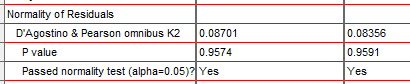 Normality of Residuals
D'Agostino & Pearson omnibus K2 0.08701 0.08356
P value 0.9574 0.9591
Passed normality test (alpha=0.05)? Yes Yes